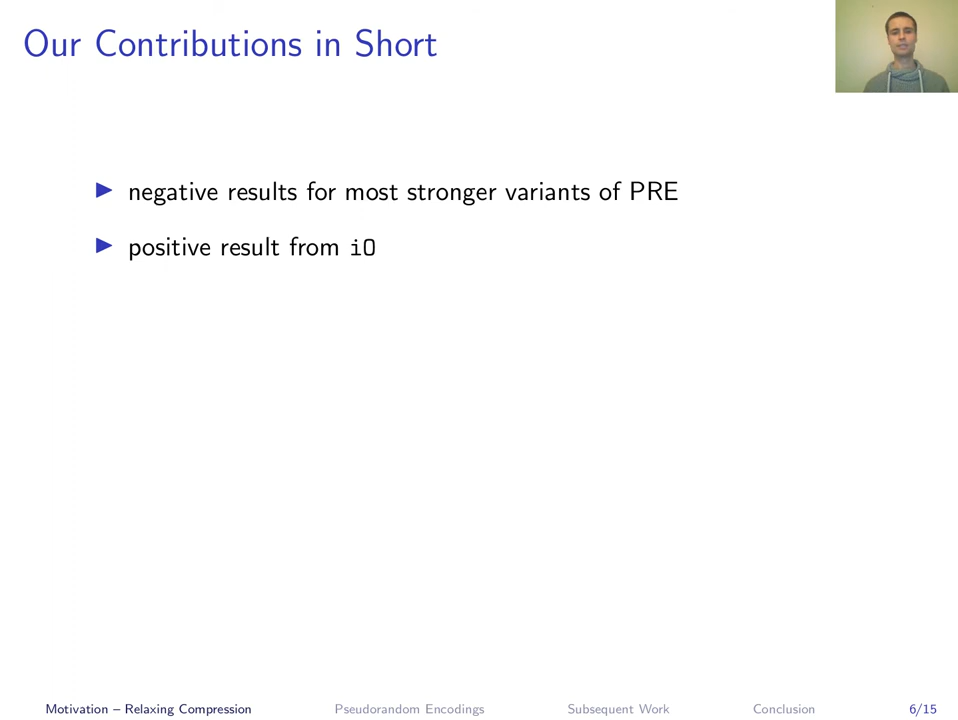 Our Contributions in Short
negative results for most stronger variants of PRE
positive result from iO
Motivation – Relaxing Compression Pseudorandom Encodings Subsequent Work Conclusion 6/15